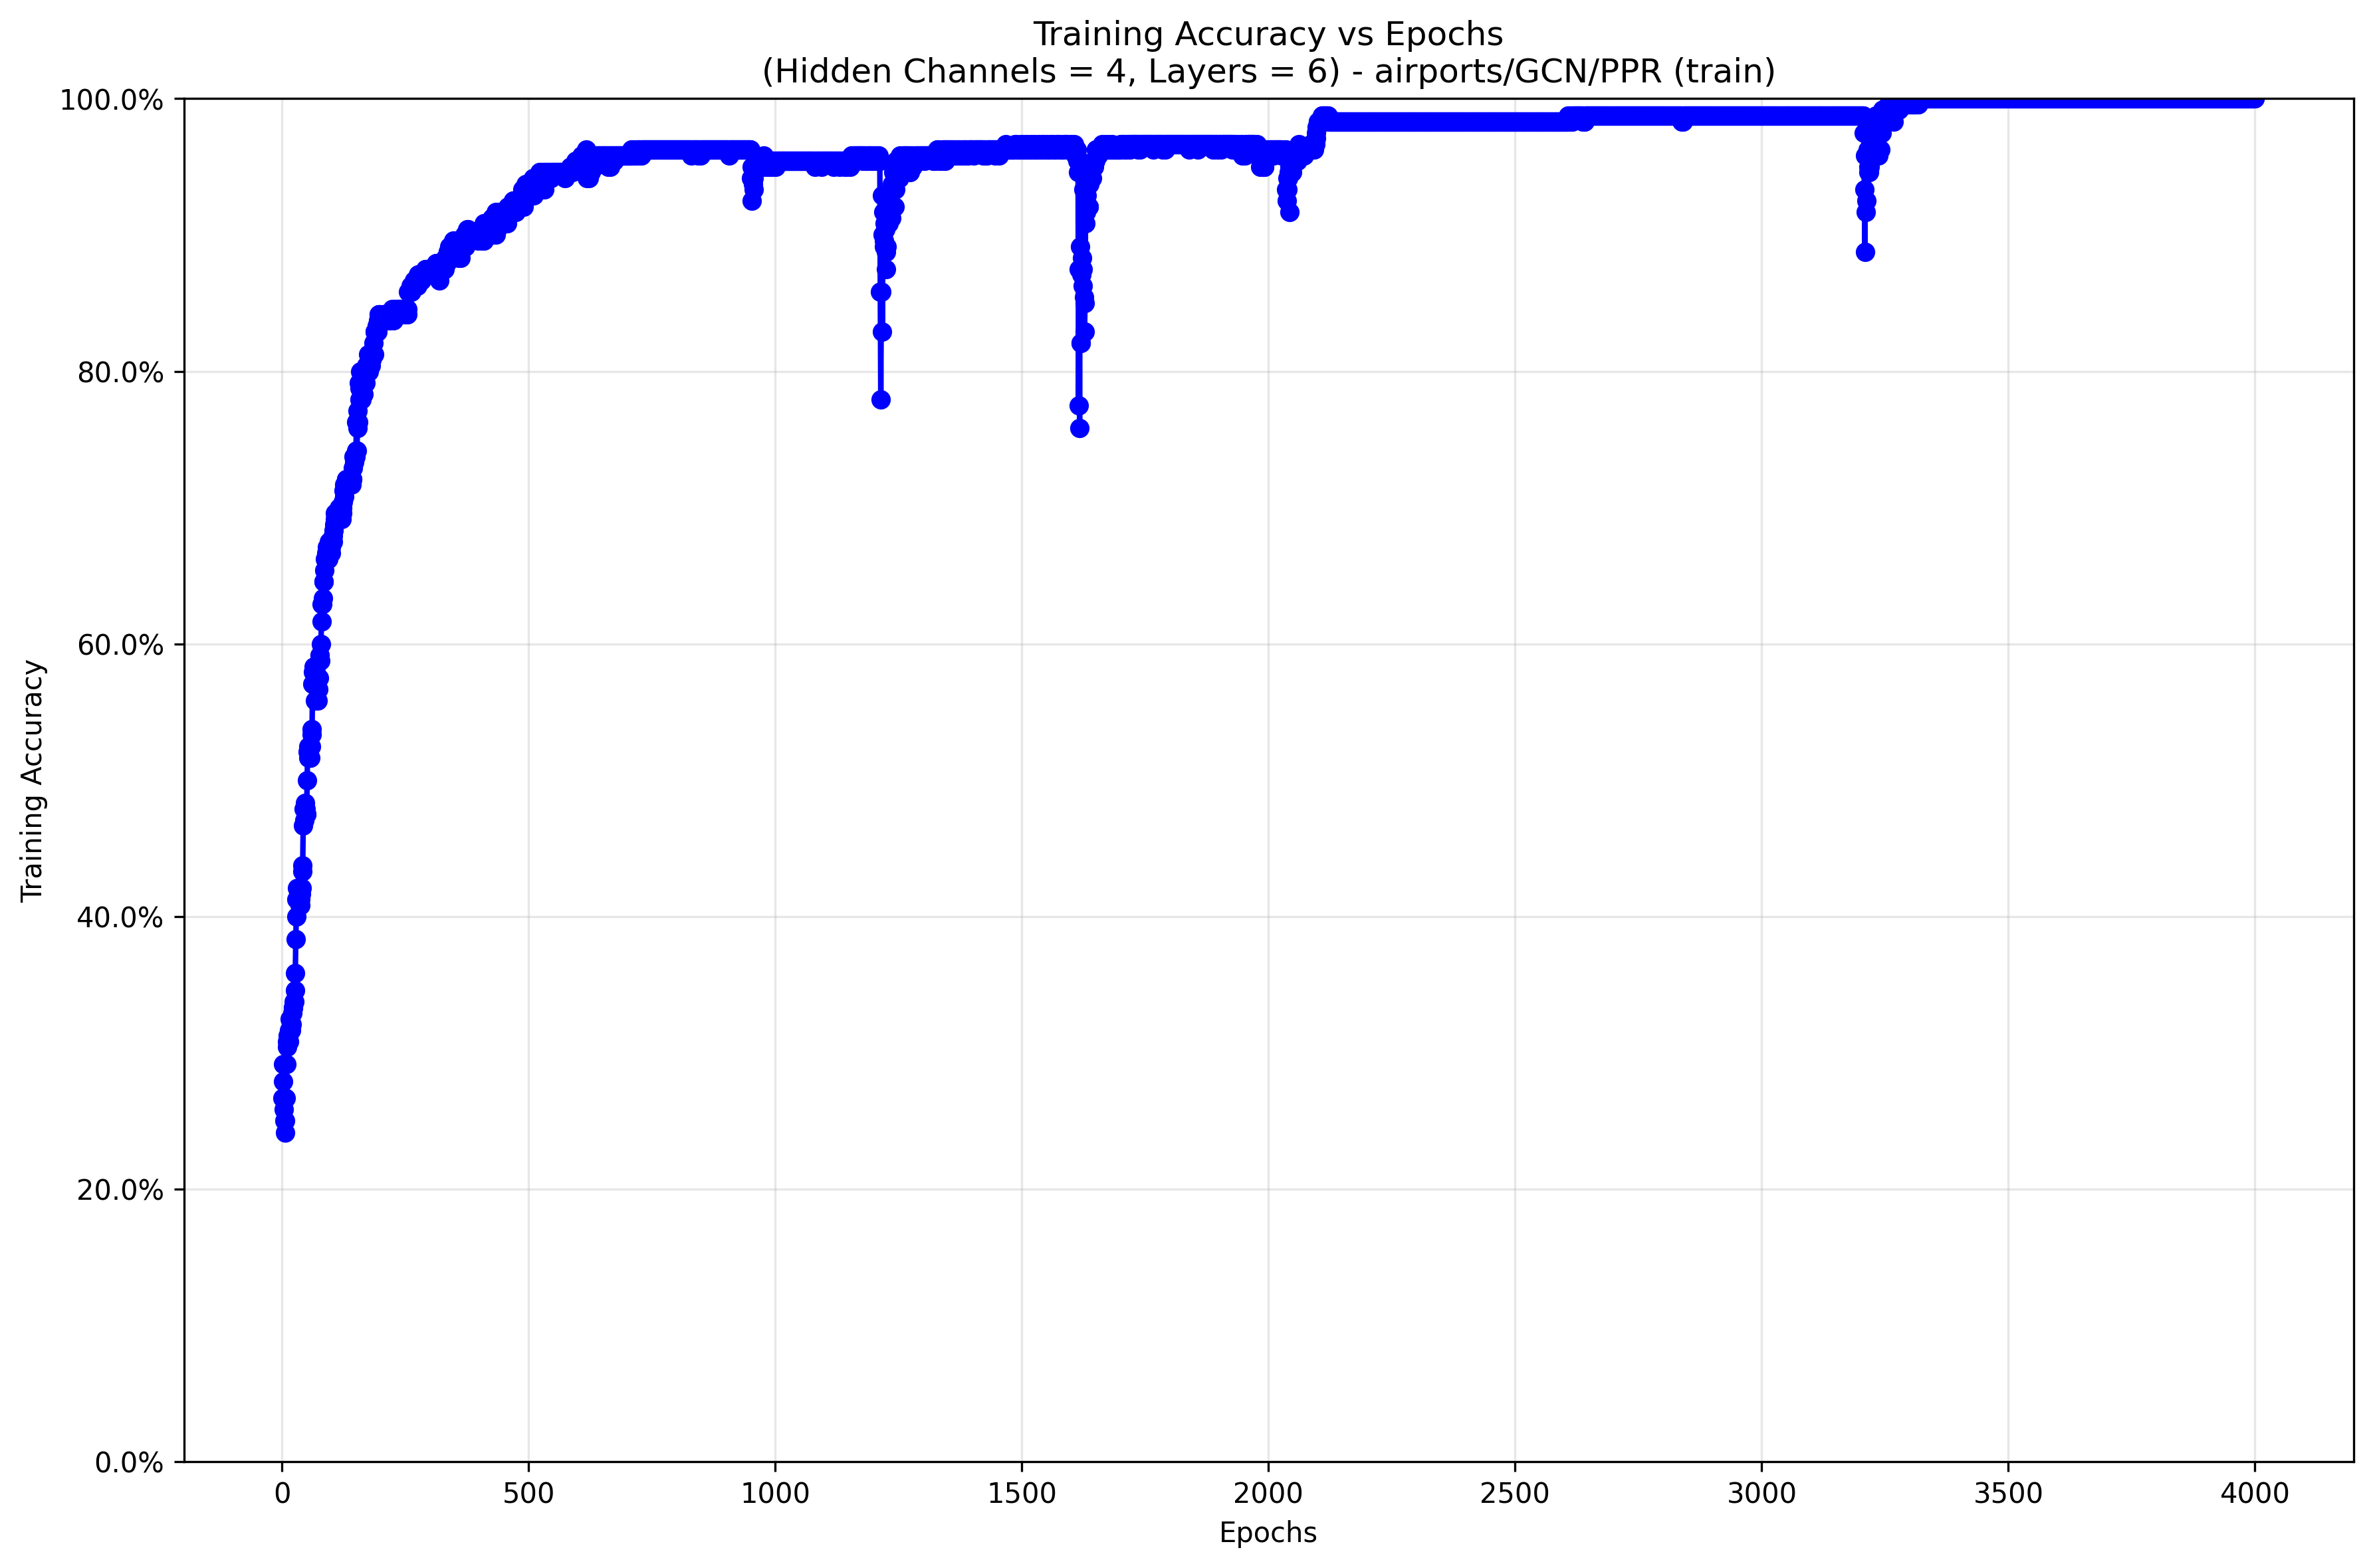 Training Accuracy vs Epochs
(Hidden Channels = 4, Layers = 6) - airports/GCN/PPR (train)
100.0%
80.0%
60.0%
40.0%
20.0%
0.0%
Training Accuracy
0 500 1000 1500 2000 2500 3000 3500 4000
Epochs